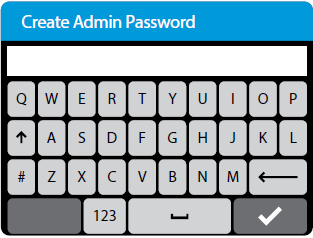 Create Admin Password
Q W E R T Y U I O P
A S D F G H J K L
# Z X C V B N M
123